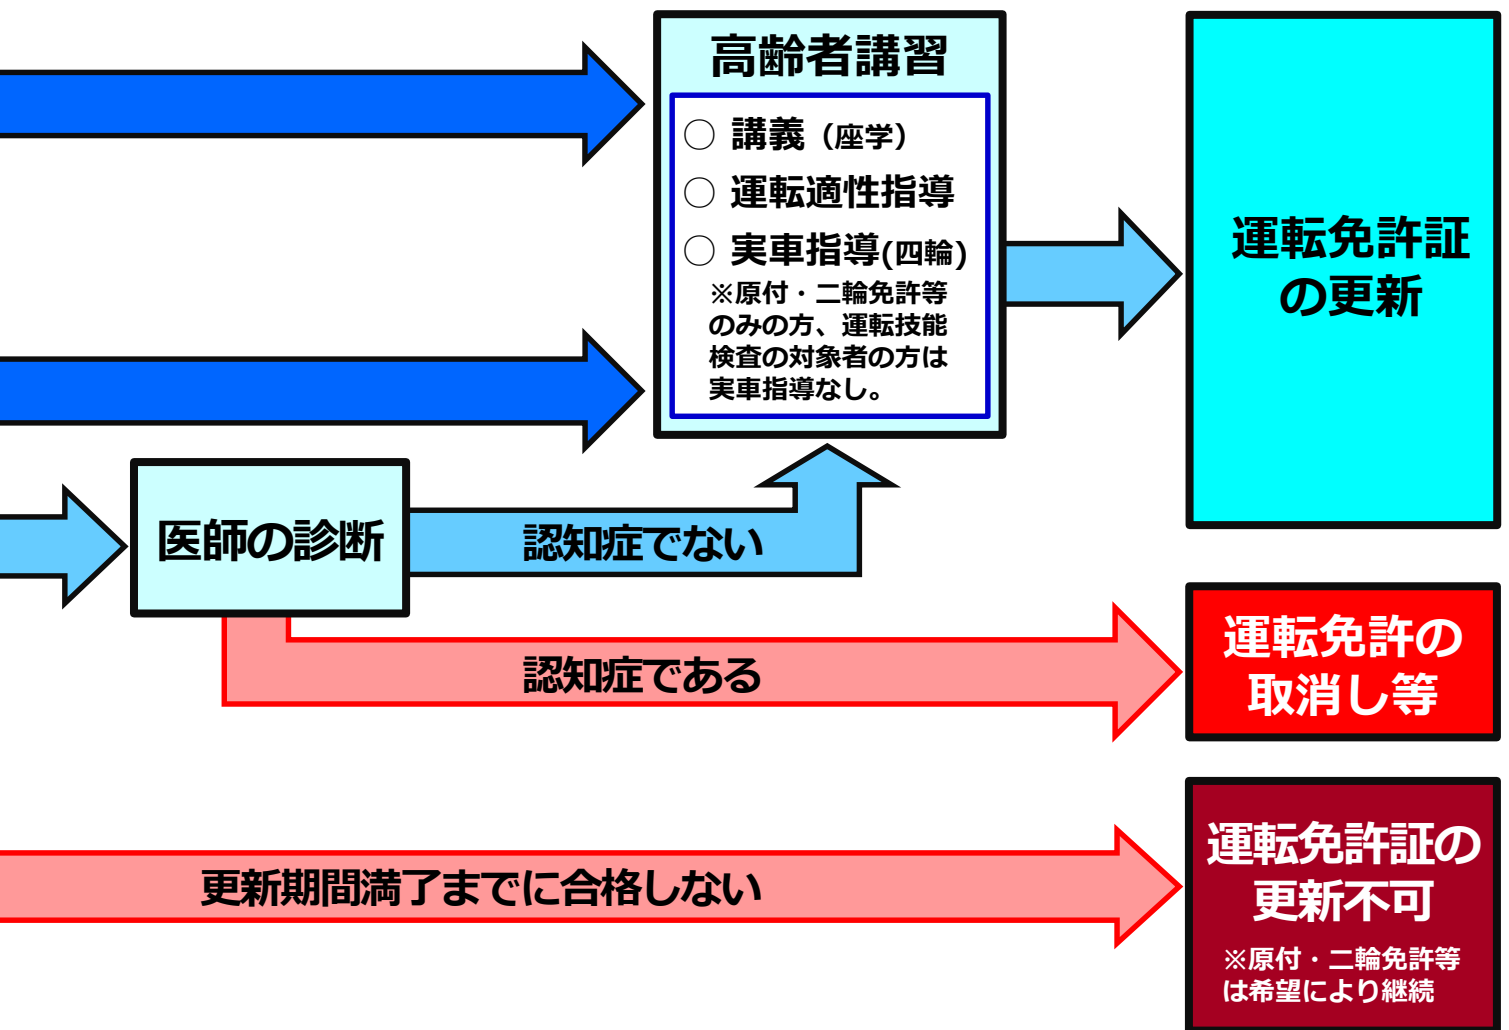 高齢者講習
○ 講義（座学）
○ 運転適性指導
○ 実車指導(四輪)
※原付・二輪免許等
のみの方、運転技能
検査の対象者の方は
実車指導なし。
運転免許証
の更新
医師の診断
認知症でない
認知症である
運転免許の
取消し等
更新期間満了までに合格しない
運転免許証の
更新不可
※原付・二輪免許等
は希望により継続